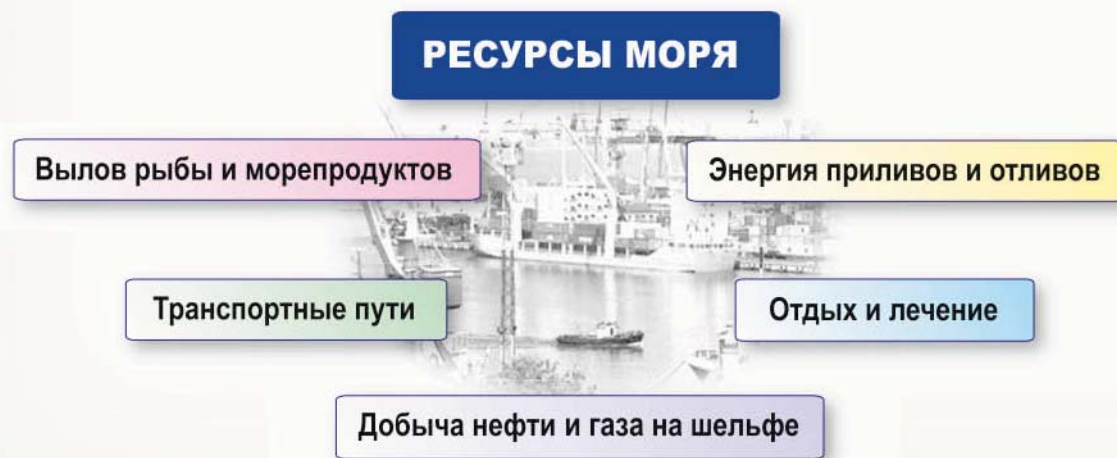 РЕСУРСЫ МОРЯ
Вылов рыбы и морепродуктов
Энергия приливов и отливов
Транспортные пути
Отдых и лечение
Добыча нефти и газа на шельфе